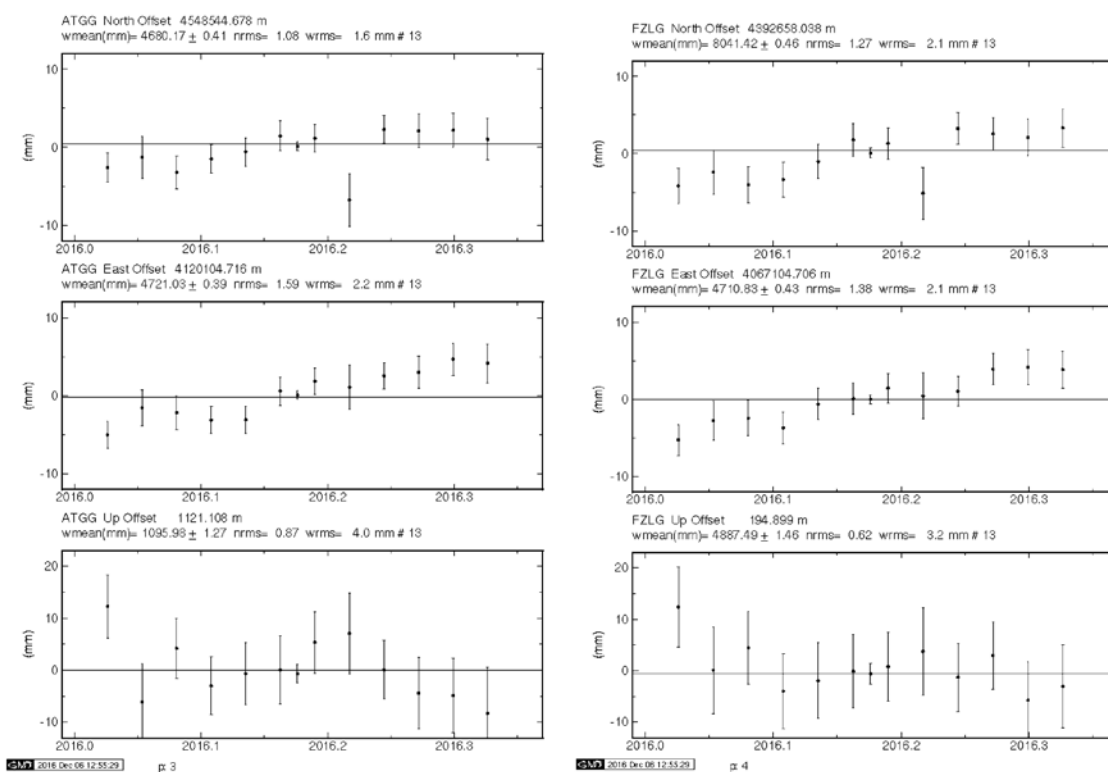 ATGG North Offset 4548544.678 m
wmean(mm)= 4680.17 ± 0.41 nrms= 1.08 wrms= 1.6 mm # 13
10
0
-10
(mm)
2016.0 2016.1 2016.2 2016.3
ATGG East Offset 4120104.716 m
wmean(mm)= 4721.03 ± 0.39 nrms= 1.59 wrms= 2.2 mm # 13
10
0
-10
(mm)
2016.0 2016.1 2016.2 2016.3
ATGG Up Offset 1121.108 m
wmean(mm)= 1095.98 ± 1.27 nrms= 0.87 wrms= 4.0 mm # 13
20
10
0
-10
(mm)
2016.0 2016.1 2016.2 2016.3
GMD 2016 Dec 06 12:55:29 p: 3
FZLG North Offset 4392658.038 m
wmean(mm)= 8041.42 ± 0.46 nrms= 1.27 wrms= 2.1 mm # 13
10
0
-10
(mm)
2016.0 2016.1 2016.2 2016.3
FZLG East Offset 4067104.706 m
wmean(mm)= 4710.83 ± 0.43 nrms= 1.38 wrms= 2.1 mm # 13
10
0
-10
(mm)
2016.0 2016.1 2016.2 2016.3
FZLG Up Offset 194.899 m
wmean(mm)= 4887.49 ± 1.46 nrms= 0.62 wrms= 3.2 mm # 13
20
10
0
-10
(mm)
2016.0 2016.1 2016.2 2016.3
GMD 2016 Dec 06 12:55:29 p: 4